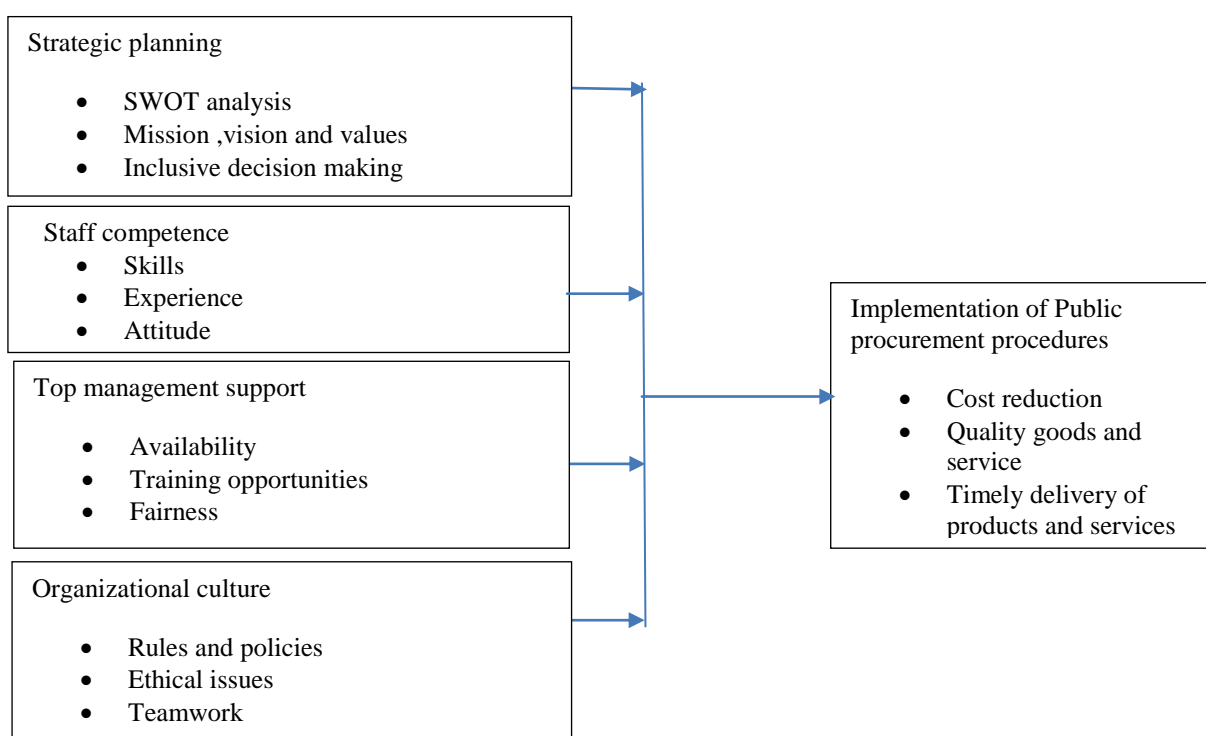 Strategic planning
• SWOT analysis
• Mission ,vision and values
• Inclusive decision making
Staff competence
• Skills
• Experience
• Attitude
Top management support
• Availability
• Training opportunities
• Fairness
Organizational culture
• Rules and policies
• Ethical issues
• Teamwork
Implementation of Public
procurement procedures
• Cost reduction
• Quality goods and
service
• Timely delivery of
products and services